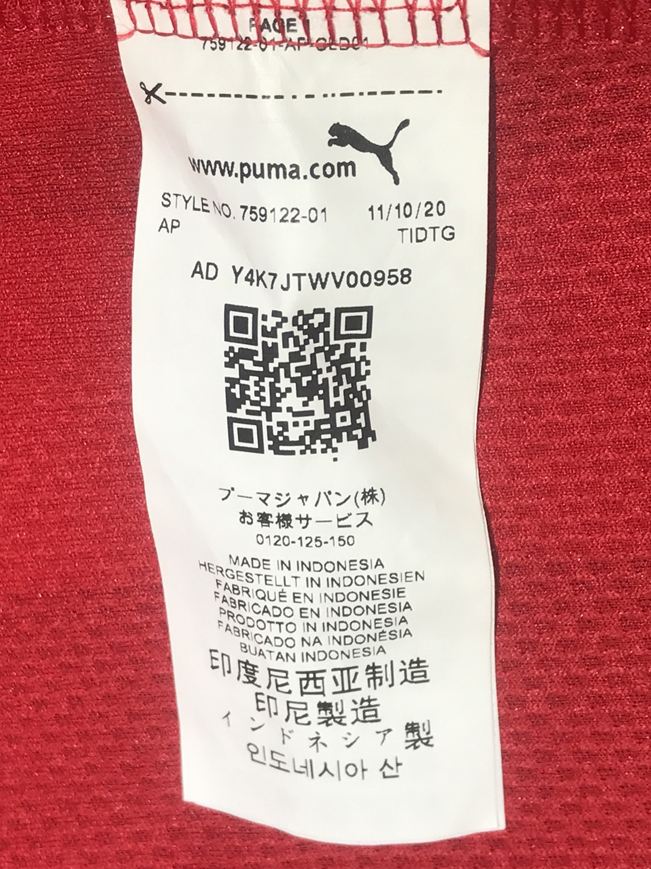 PAGE 1
759122-01-AP-GLD01
www.puma.com
STYLE NO. 759122-01 11/10/20
AP TIDTG
AD Y4K7JTWV00958
プーマジャパン(株)
お客様サービス
0120-125-150
MADE IN INDONESIA
HERGESTELLT IN INDONESIEN
FABRIQUÉ EN INDONESIE
FABRICADO EN INDONESIA
PRODOTTO IN INDONESIA
FABRICADO NA INDONÉSIA
BUATAN INDONESIA
印度尼西亚制造
印尼製造
インドネシア製
인도네시아 산